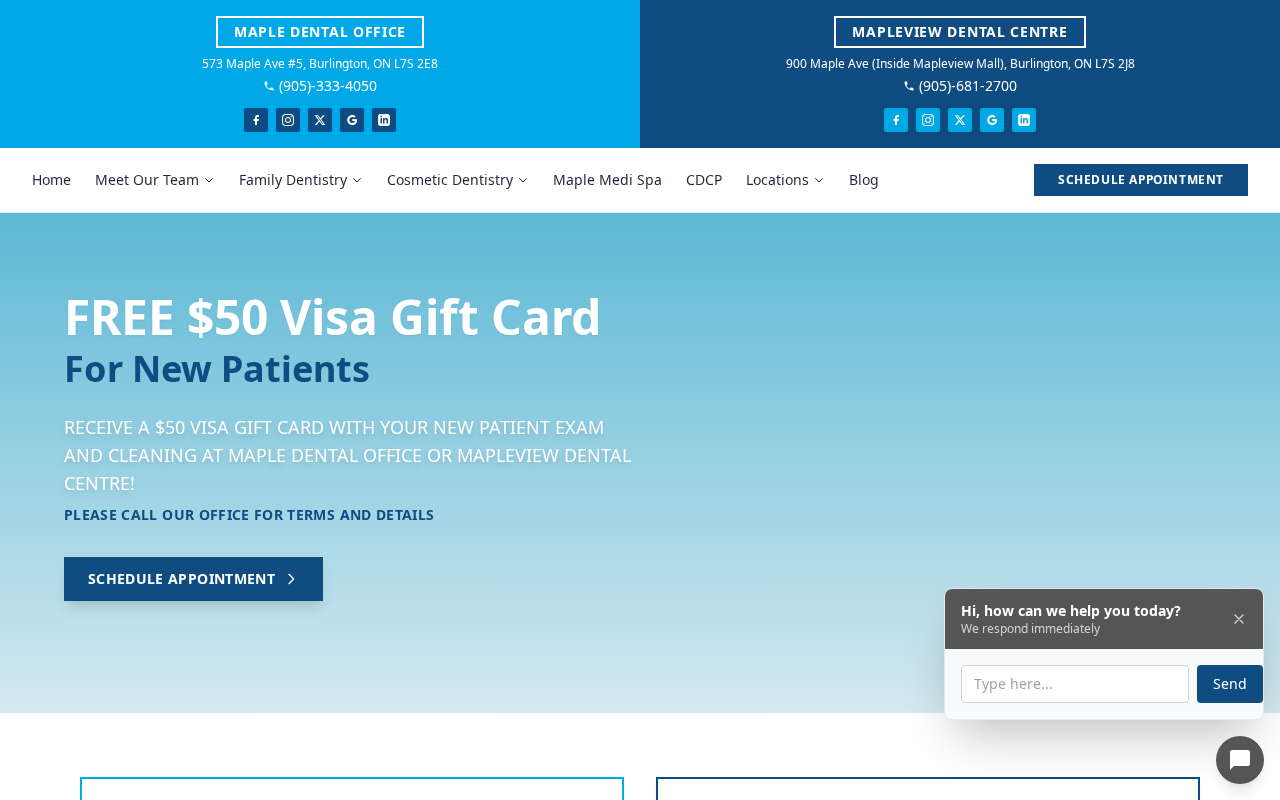 MAPLE DENTAL OFFICE
573 Maple Ave #5, Burlington, ON L7S 2E8
(905)-333-4050
MAPLEVIEW DENTAL CENTRE
900 Maple Ave (Inside Mapleview Mall), Burlington, ON L7S 2J8
(905)-681-2700
Home Meet Our Team Family Dentistry Cosmetic Dentistry Maple Medi Spa CDCP Locations Blog SCHEDULE APPOINTMENT
FREE $50 Visa Gift Card
For New Patients
RECEIVE A $50 VISA GIFT CARD WITH YOUR NEW PATIENT EXAM
AND CLEANING AT MAPLE DENTAL OFFICE OR MAPLEVIEW DENTAL
CENTRE!
PLEASE CALL OUR OFFICE FOR TERMS AND DETAILS
SCHEDULE APPOINTMENT
Hi, how can we help you today?
We respond immediately
Type here...
Send